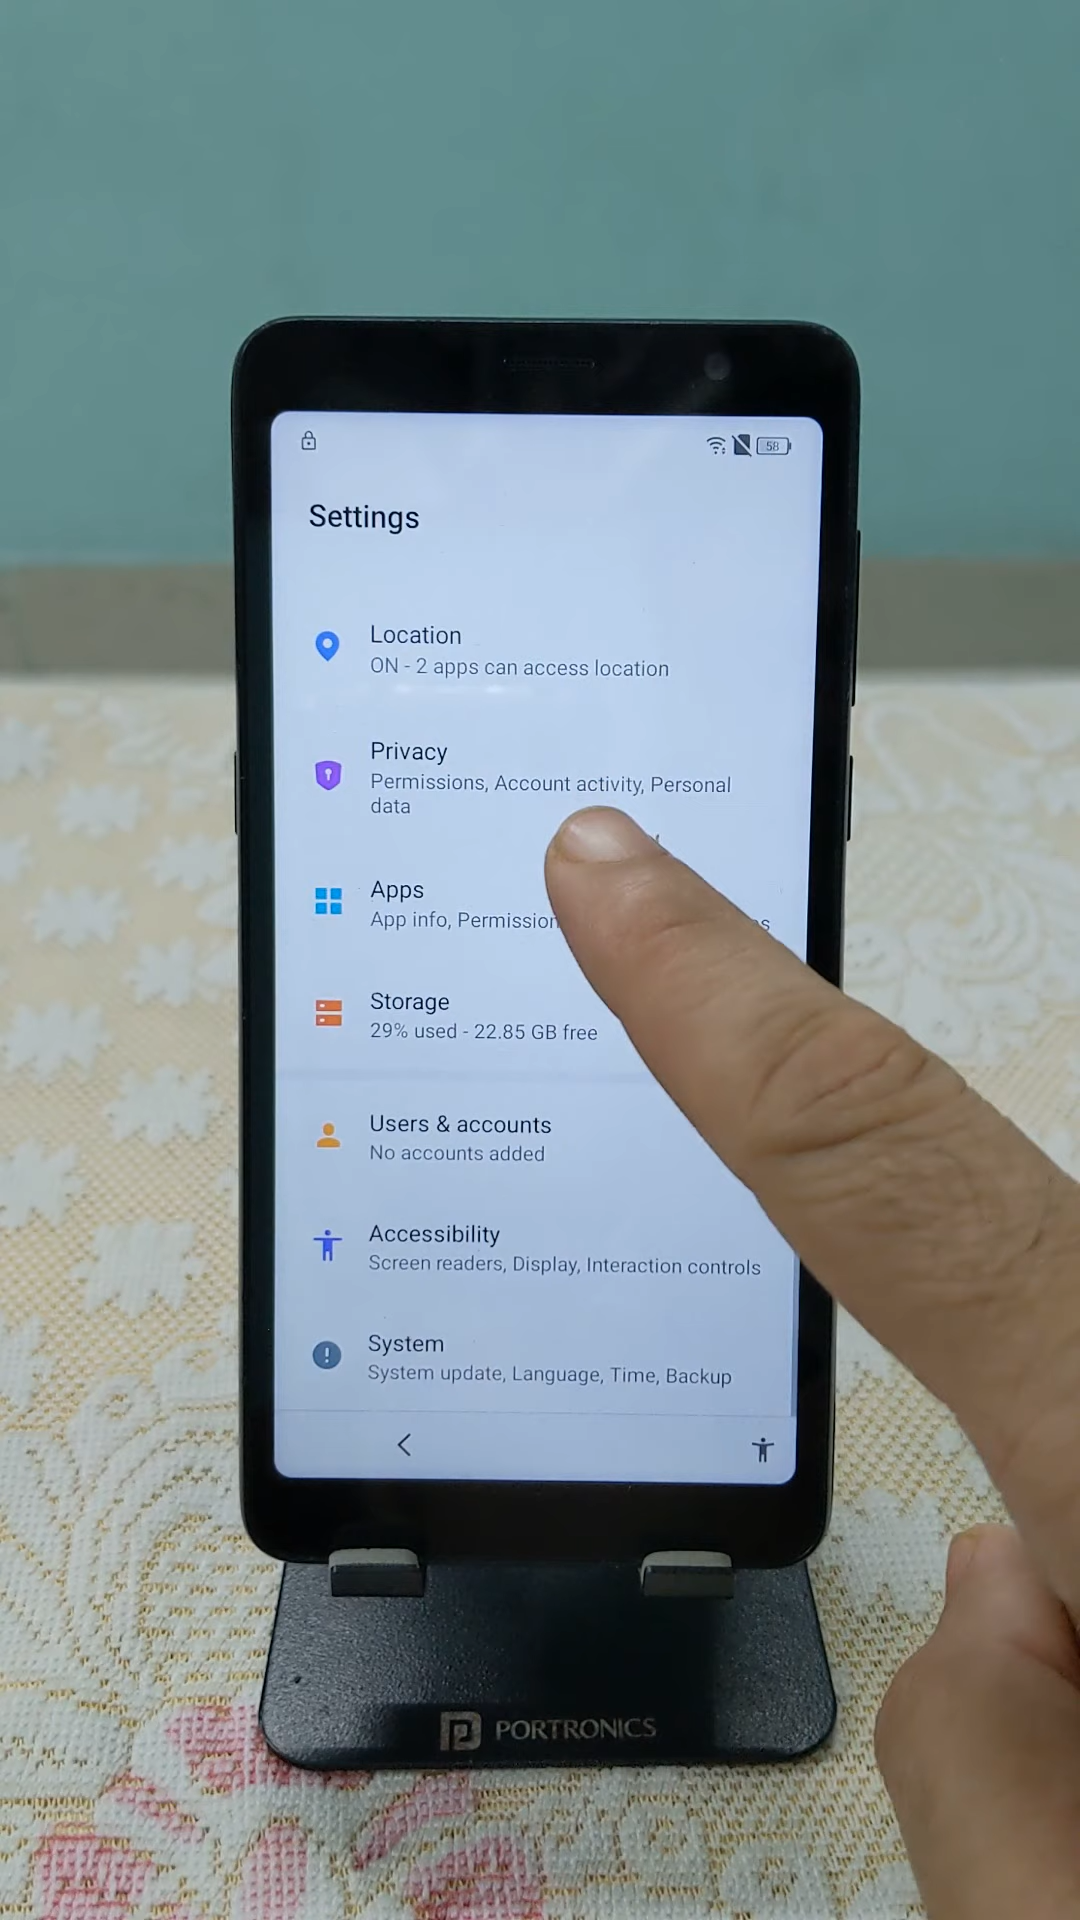 58
Settings
Location
ON - 2 apps can access location
Privacy
Permissions, Account activity, Personal
data
Apps
App info,
Storage
29% used - 22.85 GB free
Users & accounts
No accounts added
Accessibility
Screen readers, Display, Interaction controls
System
System update, Language, Time, Backup
PORTRONICS